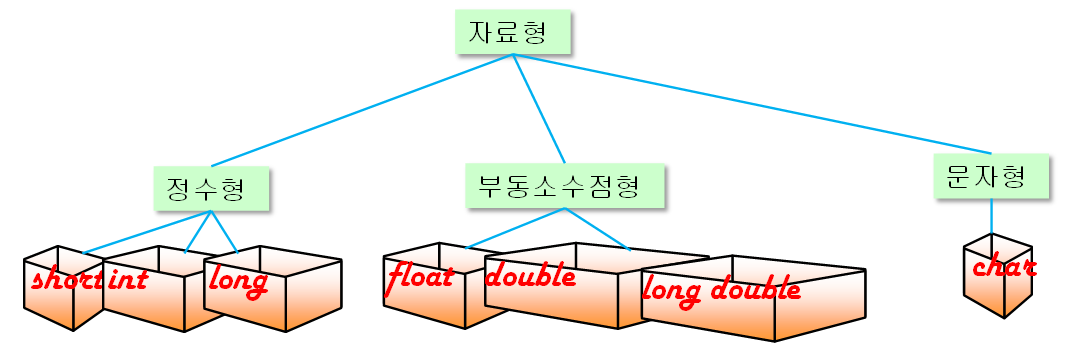 자료형
정수형
부동소수점형
문자형
short
int
long
float
double
long double
char